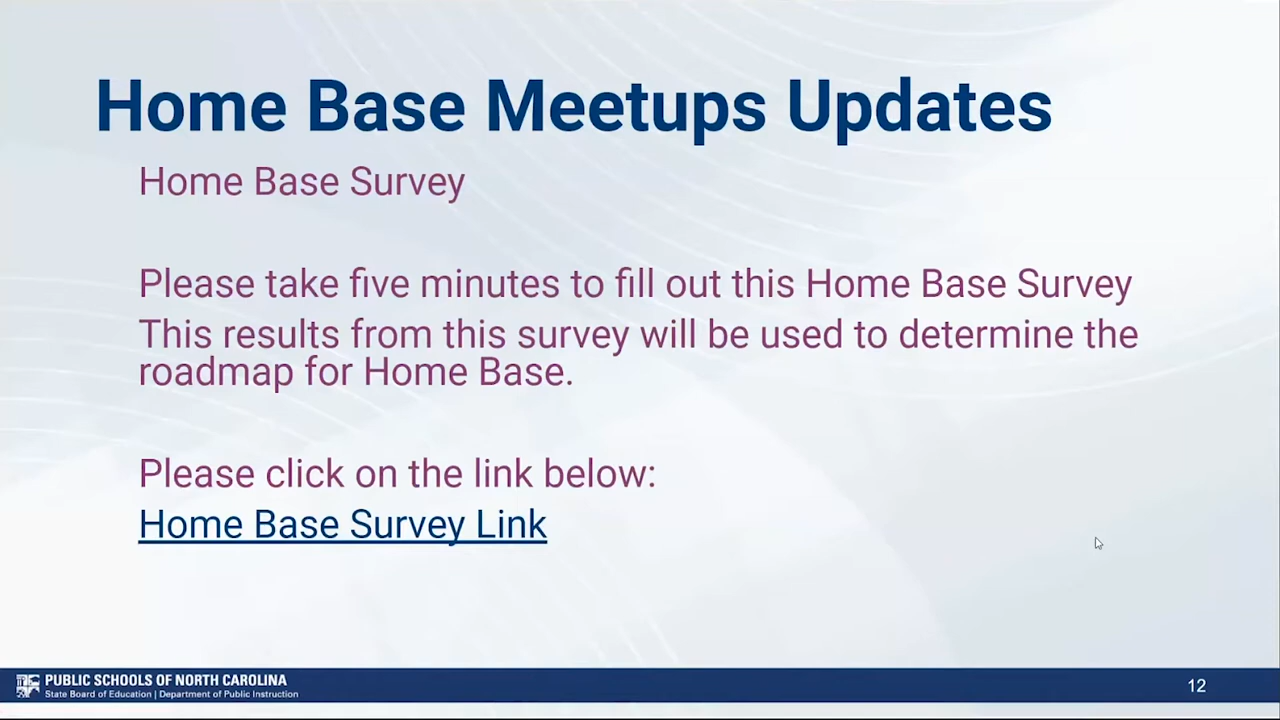 Home Base Meetups Updates
Home Base Survey
Please take five minutes to fill out this Home Base Survey
This results from this survey will be used to determine the
roadmap for Home Base.
Please click on the link below:
Home Base Survey Link
PUBLIC SCHOOLS OF NORTH CAROLINA
State Board of Education | Department of Public Instruction
12